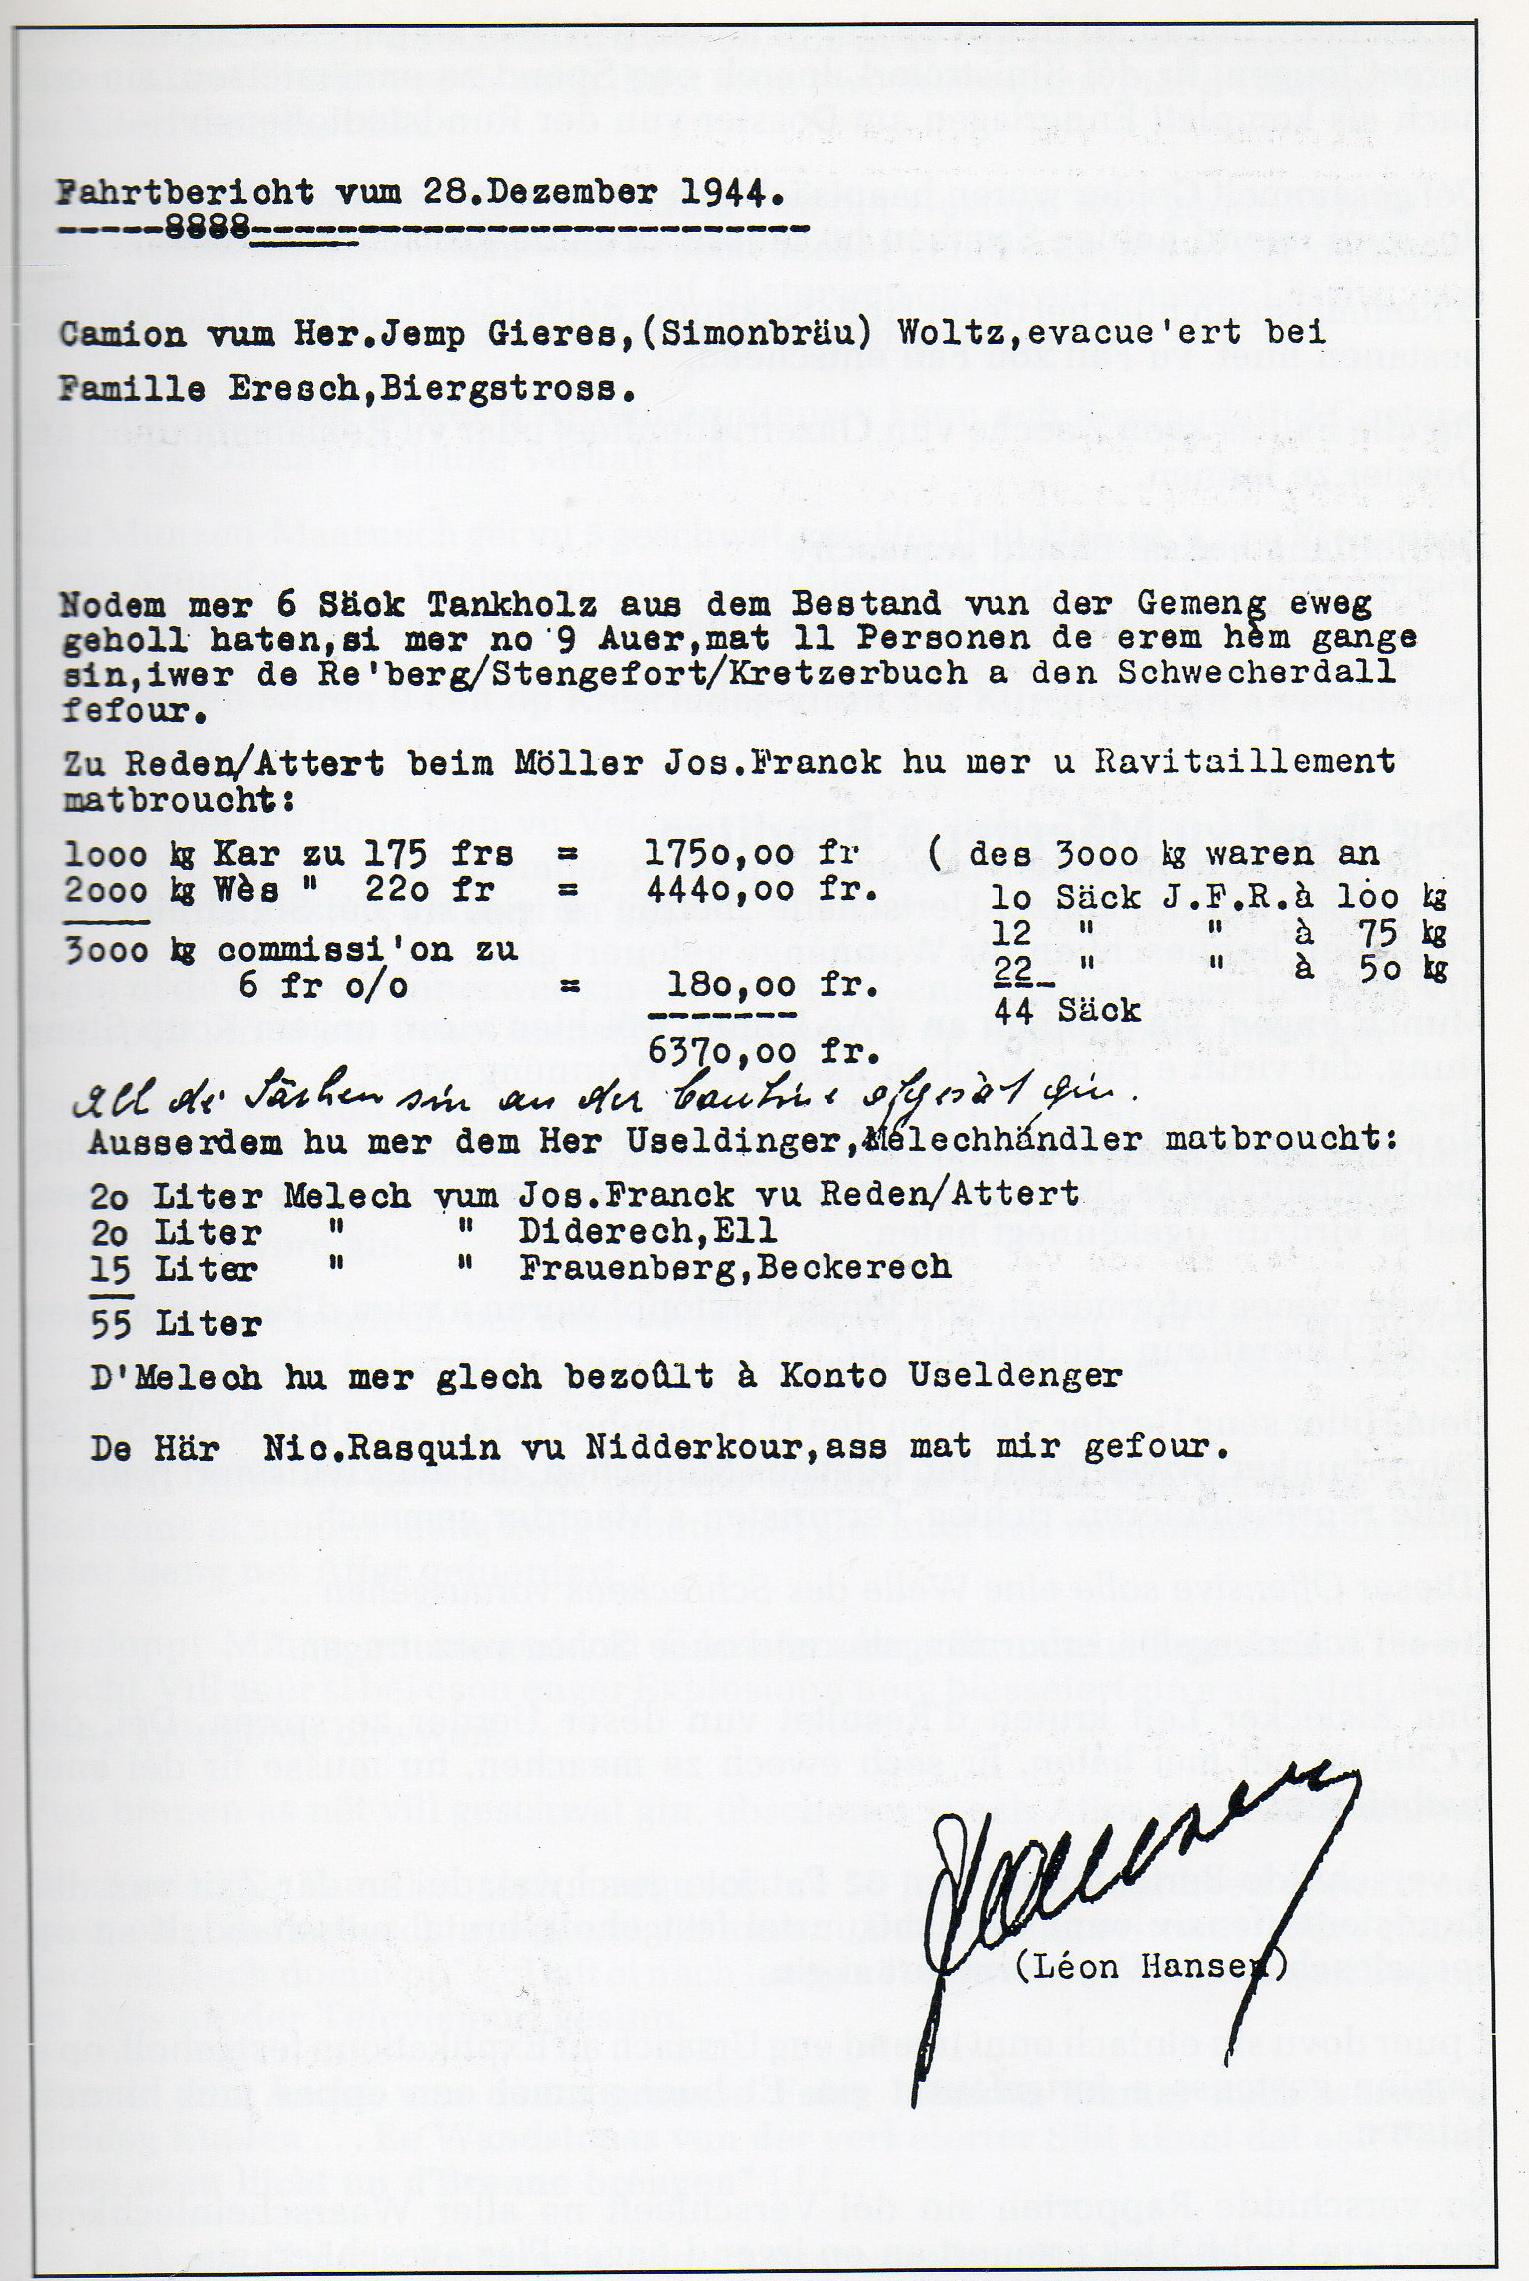 Fahrtbericht vum 28.Dezember 1944.
-----8888--------------------------
Camion vum Her.Jemp Gieres,(Simonbräu) Woltz,evacue'ert bei
Famille Eresch,Biergstross.
Nodem mer 6 Säck Tankholz aus dem Bestand vun der Gemeng eweg
geholl haten,si mer no 9 Auer,mat 11 Personen de erem hèm gange
sin,iwer de Re'berg/Stengefort/Kretzerbuch a den Schwecherdall
fefour.
Zu Reden/Attert beim Möller Jos.Franck hu mer u Ravitaillement
matbroucht:
1000 kg Kar zu 175 frs = 1750,00 fr ( des 3000 kg waren an
2000 kg Wès " 220 fr = 4440,00 fr. 10 Säck J.F.R.à 100 kg
12 " " à 75 kg
3000 kg commissi'on zu
22 " " à 50 kg
6 fr o/o = 180,00 fr.
-------
44 Säck
6370,00 fr.
All de' Sächen sin an der Cantine ofgesat gin.
Ausserdem hu mer dem Her Useldinger,Melechhändler matbroucht:
20 Liter Melech vum Jos.Franck vu Reden/Attert
20 Liter " " Diderech,Ell
15 Liter " " Frauenberg,Beckerech
55 Liter
D'Melech hu mer glech bezoûlt à Konto Useldenger
De Här Nic.Rasquin vu Nidderkour,ass mat mir gefour.
Hansen
(Léon Hansen)